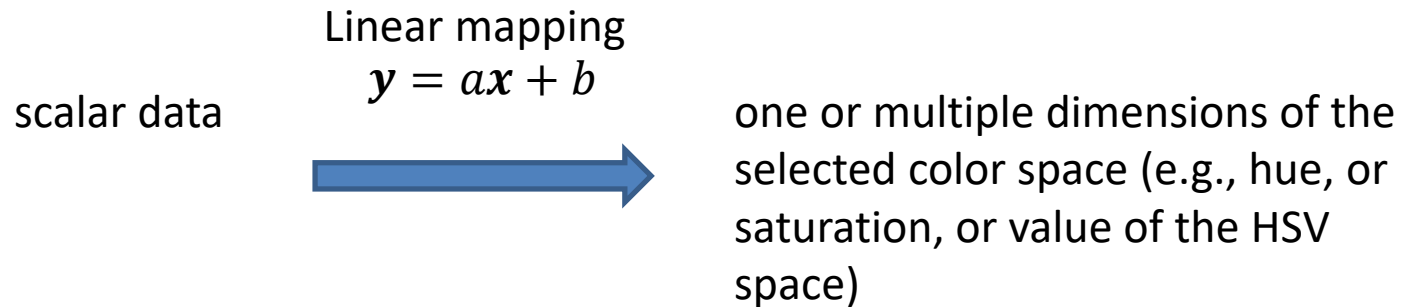 Linear mapping
𝒚 = 𝑎𝒙 + 𝑏
scalar data
one or multiple dimensions of the
selected color space (e.g., hue, or
saturation, or value of the HSV
space)